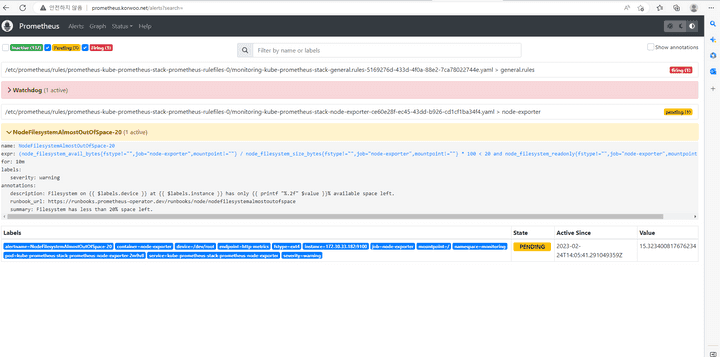 안전하지 않음 | prometheus.korwoo.net/alerts?search=
Prometheus Alerts Graph Status Help
Inactive (132) Pending (1) Firing (1)
Filter by name or labels
Show annotations
/etc/prometheus/rules/prometheus-kube-prometheus-stack-prometheus-rulefiles-0/monitoring-kube-prometheus-stack-general.rules-5169276d-433d-4f0a-88e2-7ca78022744e.yaml > general.rules
firing (1)
Watchdog (1 active)
/etc/prometheus/rules/prometheus-kube-prometheus-stack-prometheus-rulefiles-0/monitoring-kube-prometheus-stack-node-exporter-ce60e28f-ec45-43dd-b926-cd1cf1ba34f4.yaml > node-exporter
pending (1)
NodeFilesystemAlmostOutOfSpace-20 (1 active)
name: NodeFilesystemAlmostOutOfSpace-20
expr: (node_filesystem_avail_bytes{fstype!="",job="node-exporter",mountpoint!=""} / node_filesystem_size_bytes{fstype!="",job="node-exporter",mountpoint!=""} * 100 < 20 and node_filesystem_readonly{fstype!="",job="node-exporter",mountpoint
for: 10m
labels:
severity: warning
annotations:
description: Filesystem on {{ $labels.device }} at {{ $labels.instance }} has only {{ printf "%.2f" $value }}% available space left.
runbook_url: https://runbooks.prometheus-operator.dev/runbooks/node/nodefilesystemalmostoutofspace
summary: Filesystem has less than 20% space left.
Labels State Active Since Value
alertname=NodeFilesystemAlmostOutOfSpace-20 container=node-exporter device=/dev/root endpoint=http-metrics fstype=ext4 instance=172.30.33.182:9100 job=node-exporter mountpoint=/ namespace=monitoring
pod=kube-prometheus-stack-prometheus-node-exporter-2m9v8 service=kube-prometheus-stack-prometheus-node-exporter severity=warning
PENDING
2023-02-
24T14:05:41.291049359Z
15.323400817676234